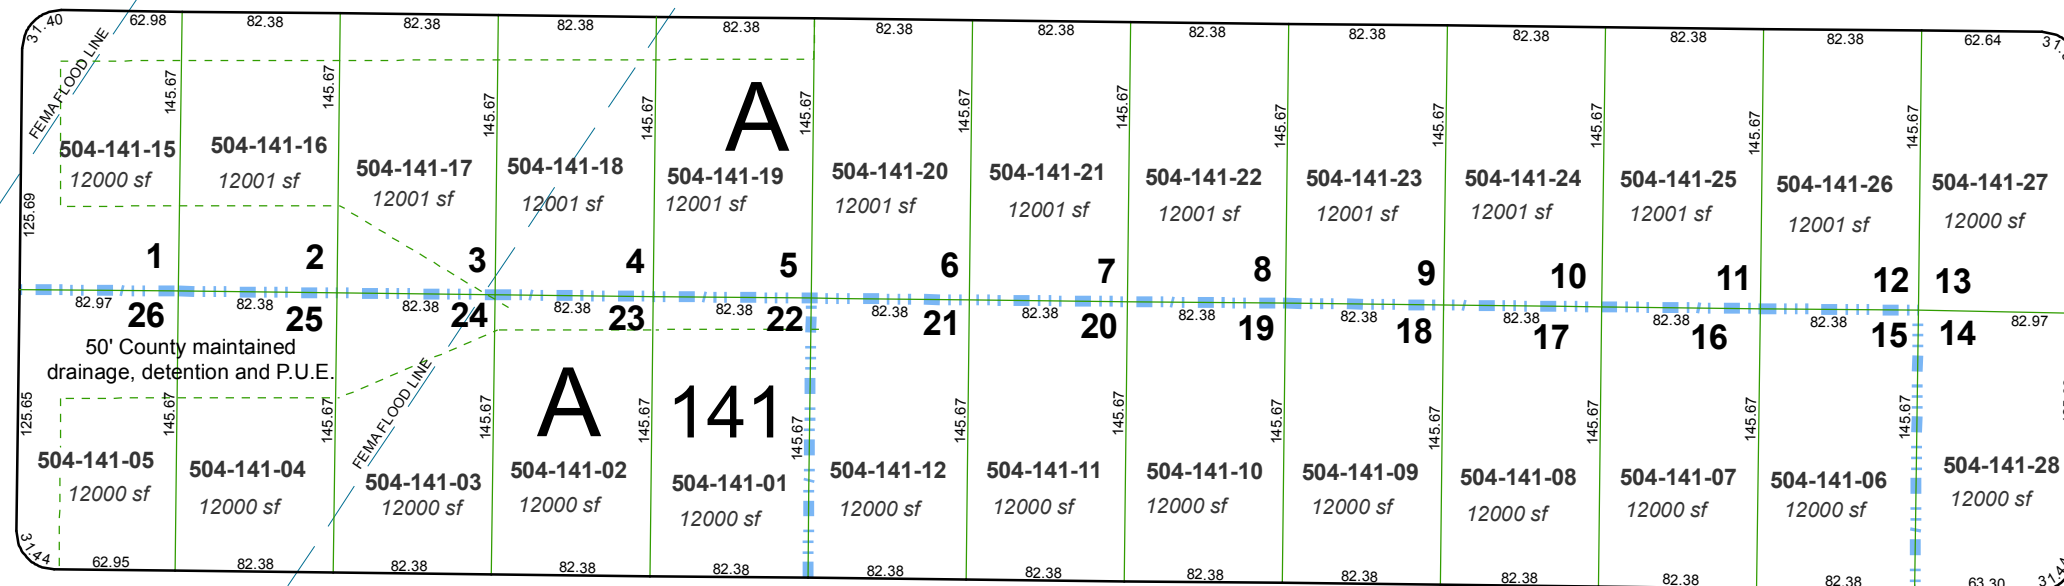 31.40 62.98 82.38 82.38 82.38 82.38 82.38 82.38 82.38 82.38 82.38 82.38 62.64
FEMA FLOOD LINE
145.67 145.67 145.67 145.67 145.67 145.67 145.67 145.67 145.67 145.67 145.67 145.67
A
504-141-15 504-141-16 504-141-17 504-141-18 504-141-19 504-141-20 504-141-21 504-141-22 504-141-23 504-141-24 504-141-25 504-141-26 504-141-27
12000 sf 12001 sf 12001 sf 12001 sf 12001 sf 12001 sf 12001 sf 12001 sf 12001 sf 12001 sf 12001 sf 12001 sf 12000 sf
125.69
1 2 3 4 5 6 7 8 9 10 11 12 13
82.97 82.38 82.38 82.38 82.38 82.38 82.38 82.38 82.38 82.38 82.38 82.38 82.97
26 25 24 23 22 21 20 19 18 17 16 15 14
50' County maintained
drainage, detention and P.U.E.
FEMA FLOOD LINE
125.65 145.67 145.67 145.67 145.67 145.67 145.67 145.67 145.67 145.67 145.67 145.67 145.67
A 141
504-141-05 504-141-04 504-141-03 504-141-02 504-141-01 504-141-12 504-141-11 504-141-10 504-141-09 504-141-08 504-141-07 504-141-06 504-141-28
12000 sf 12000 sf 12000 sf 12000 sf 12000 sf 12000 sf 12000 sf 12000 sf 12000 sf 12000 sf 12000 sf 12000 sf 12000 sf
31.44 62.95 82.38 82.38 82.38 82.38 82.38 82.38 82.38 82.38 82.38 82.38 63.30